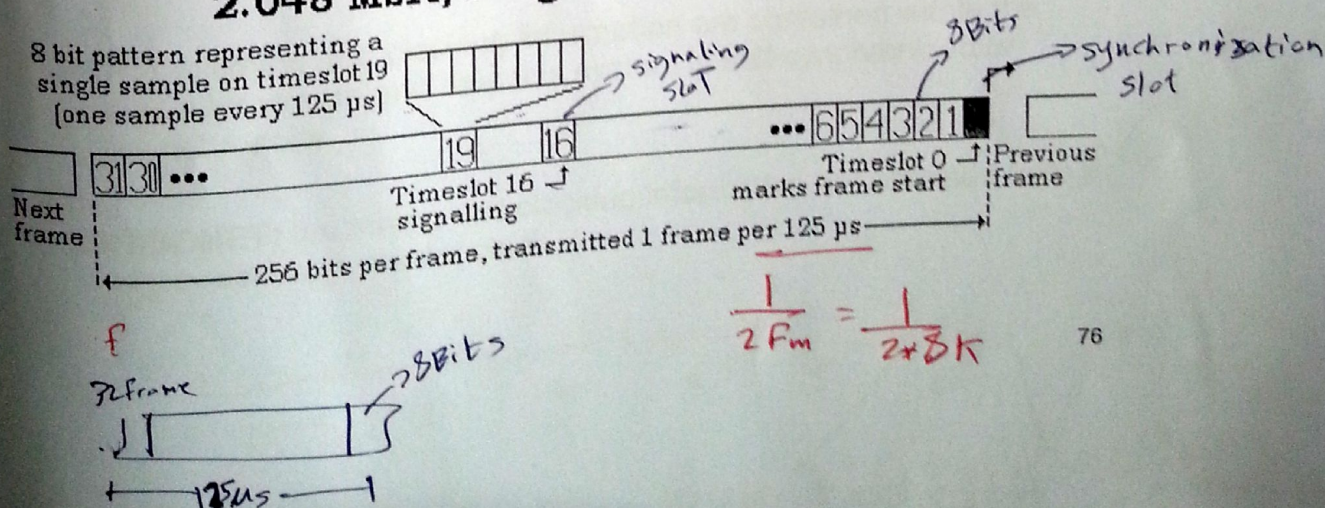 2.048 Mbit/
8 bit pattern representing a
single sample on timeslot 19
(one sample every 125 µs)
signaling
slot
8Bits
synchronization
slot
31 30 ••• 19 16 ••• 6 5 4 3 2 1
Next
frame
Timeslot 16
signalling
Timeslot 0
marks frame start
Previous
frame
256 bits per frame, transmitted 1 frame per 125 µs
1/2Fm = 1/2*8K
76
f
32frame
8Bits
125µs